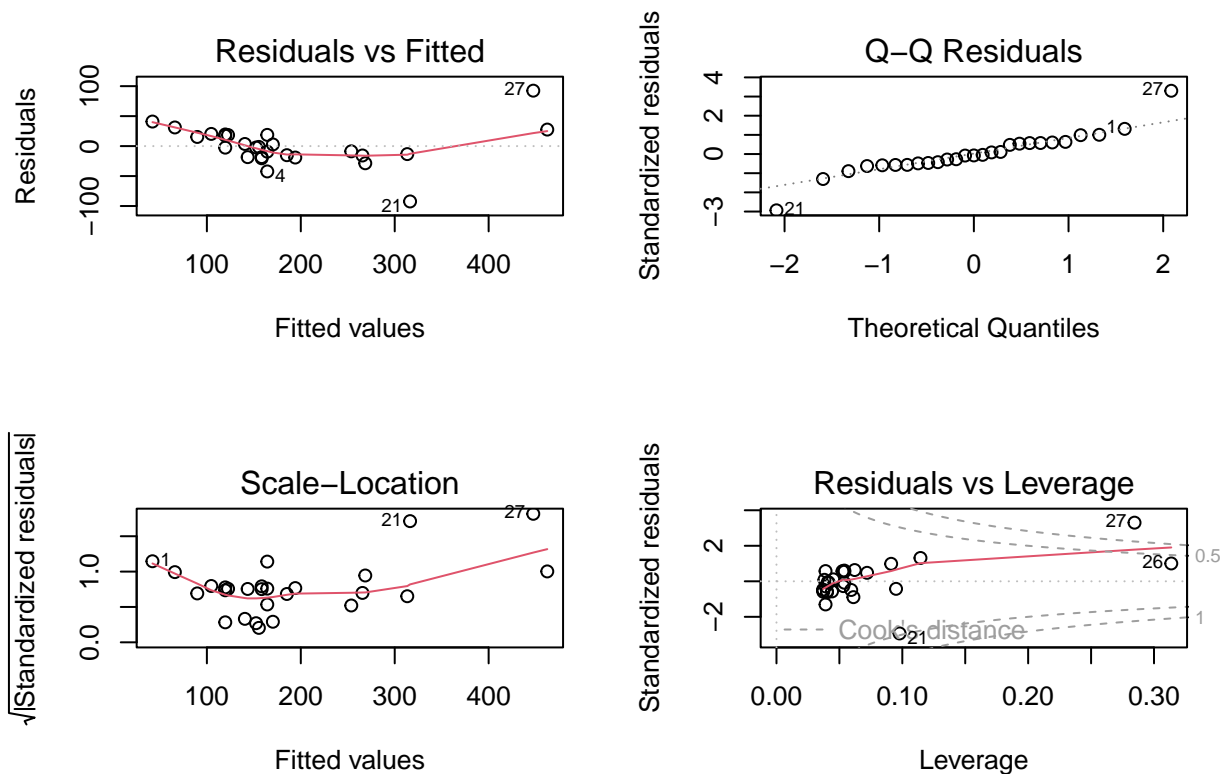 Residuals vs Fitted
Residuals
−100 0 100
27
4
21
100 200 300 400
Fitted values
Q−Q Residuals
Standardized residuals
−3 0 2 4
27
1
21
−2 −1 0 1 2
Theoretical Quantiles
Scale−Location
√|Standardized residuals|
0.0 1.0
1
21
27
100 200 300 400
Fitted values
Residuals vs Leverage
Standardized residuals
−2 0 2
27
26
21
Cook's distance
0.5
1
0.00 0.10 0.20 0.30
Leverage